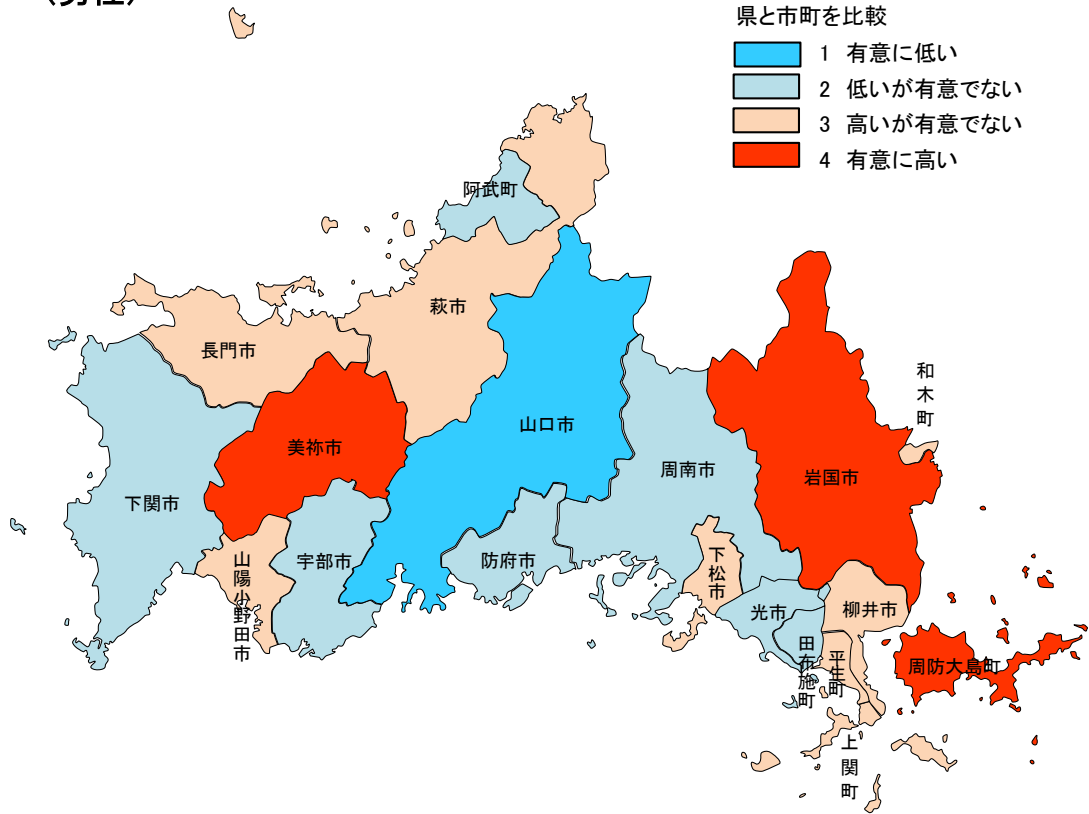 県と市町を比較
1 有意に低い
2 低いが有意でない
3 高いが有意でない
4 有意に高い
阿武町
萩市
長門市
和木町
山口市
美祢市
周南市
岩国市
下関市
宇部市
防府市
山陽小野田市
下松市
光市
柳井市
田布施町
平生町
周防大島町
上関町